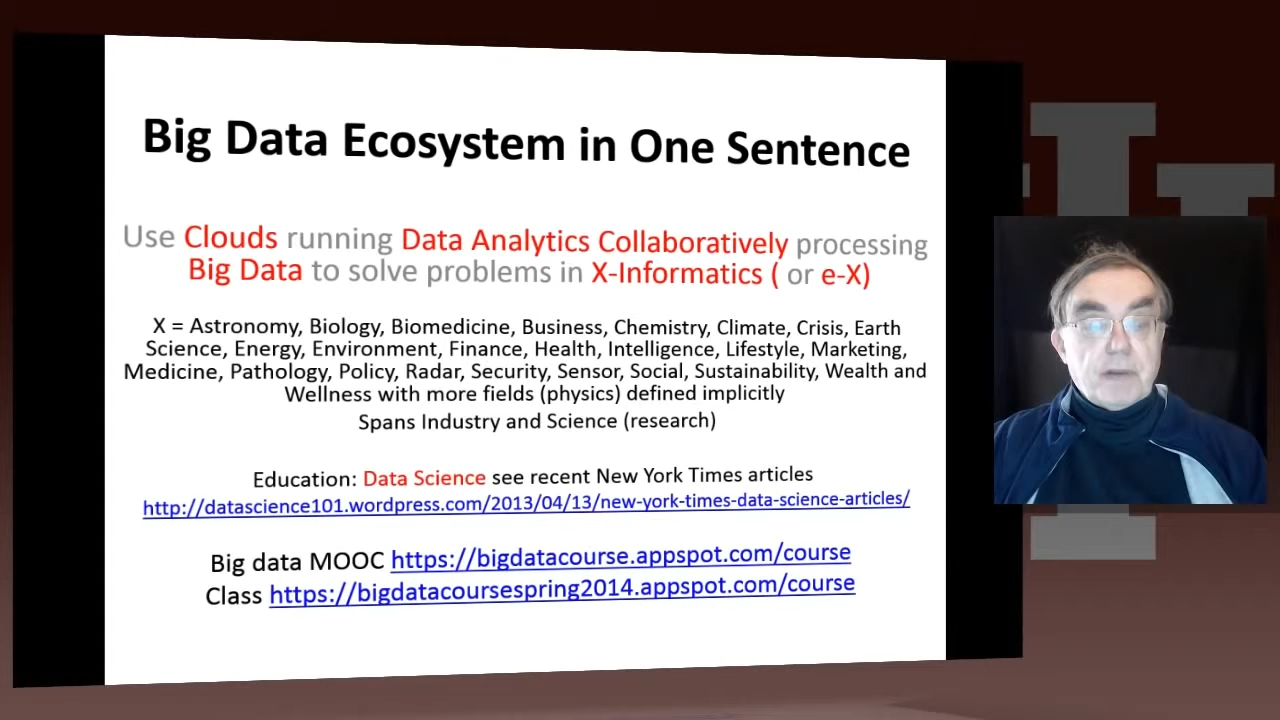 Big Data Ecosystem in One Sentence
Use Clouds running Data Analytics Collaboratively processing
Big Data to solve problems in X-Informatics ( or e-X)
X = Astronomy, Biology, Biomedicine, Business, Chemistry, Climate, Crisis, Earth
Science, Energy, Environment, Finance, Health, Intelligence, Lifestyle, Marketing,
Medicine, Pathology, Policy, Radar, Security, Sensor, Social, Sustainability, Wealth and
Wellness with more fields (physics) defined implicitly
Spans Industry and Science (research)
Education: Data Science see recent New York Times articles
http://datascience101.wordpress.com/2013/04/13/new-york-times-data-science-articles/
Big data MOOC https://bigdatacourse.appspot.com/course
Class https://bigdatacoursespring2014.appspot.com/course